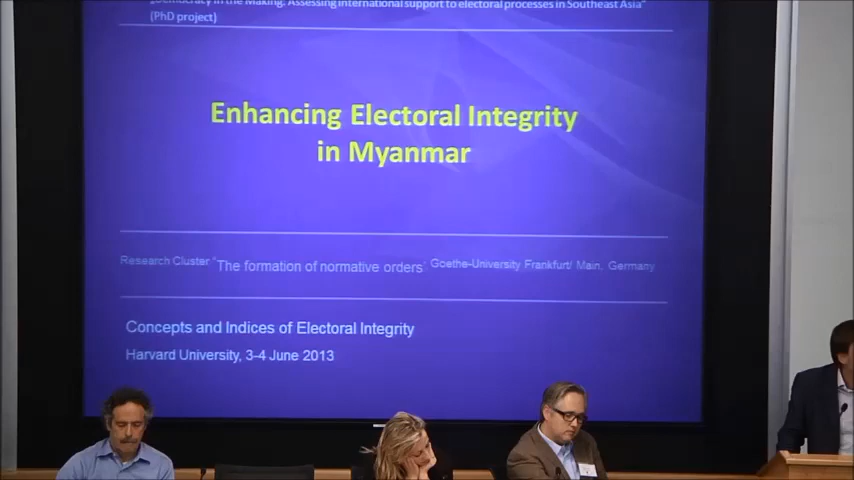 „Democracy in the Making: Assessing international support to electoral processes in Southeast Asia“
(PhD project)
Enhancing Electoral Integrity
in Myanmar
Research Cluster ‘The formation of normative orders’ Goethe-University Frankfurt/ Main, Germany
Concepts and Indices of Electoral Integrity
Harvard University, 3-4 June 2013